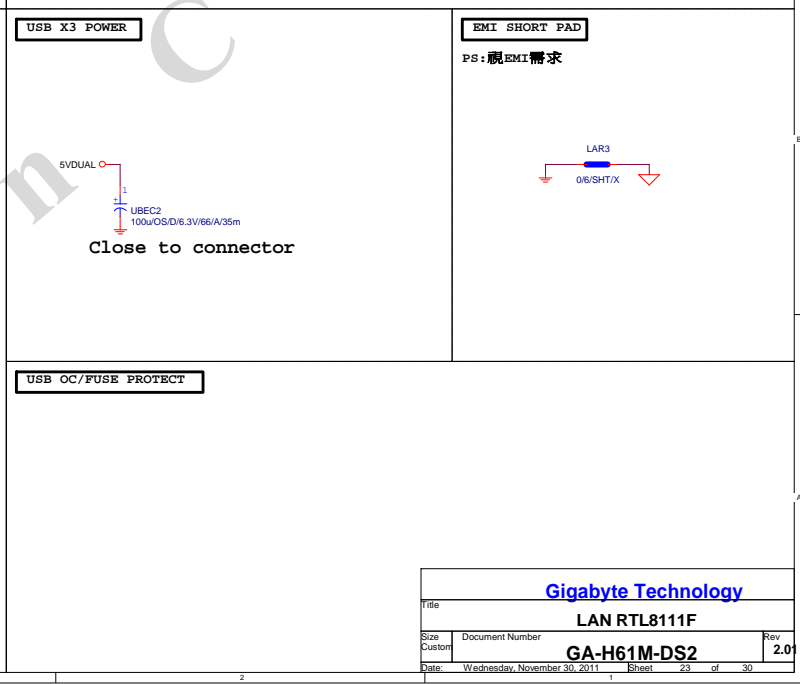 n C
USB X3 POWER
EMI SHORT PAD
PS:視EMI需求
5VDUAL
1
+
UBEC2
100u/OS/D/6.3V/66/A/35m
Close to connector
LAR3
0/6/SHT/X
B
USB OC/FUSE PROTECT
A
Gigabyte Technology
Title
LAN RTL8111F
Size Document Number Rev
Custom GA-H61M-DS2 2.01
Date: Wednesday, November 30, 2011 Sheet 23 of 30
2 1